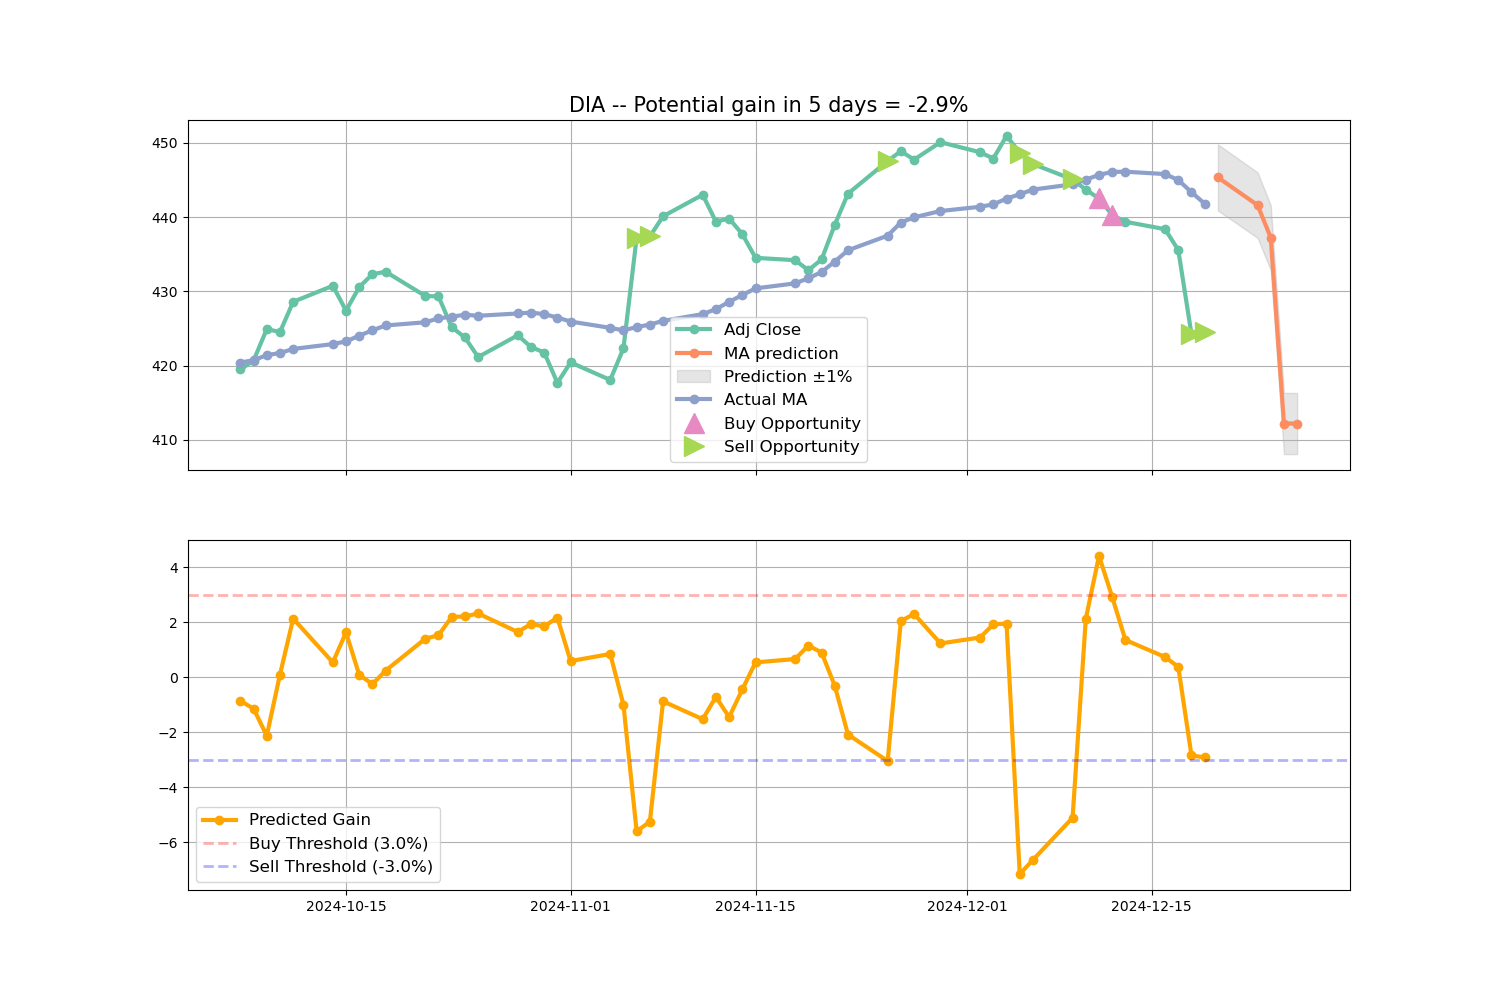 DIA -- Potential gain in 5 days = -2.9%
450
440
430
420
410
Adj Close
MA prediction
Prediction ±1%
Actual MA
Buy Opportunity
Sell Opportunity
4
2
0
−2
−4
−6
Predicted Gain
Buy Threshold (3.0%)
Sell Threshold (-3.0%)
2024-10-15
2024-11-01
2024-11-15
2024-12-01
2024-12-15